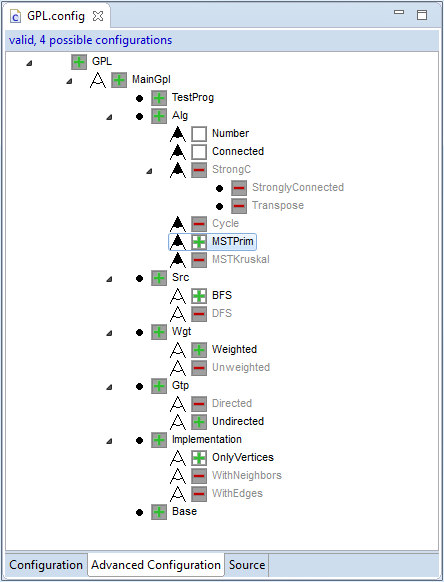 GPL.config
valid, 4 possible configurations
GPL
MainGpl
TestProg
Alg
Number
Connected
StrongC
StronglyConnected
Transpose
Cycle
MSTPrim
MSTKruskal
Src
BFS
DFS
Wgt
Weighted
Unweighted
Gtp
Directed
Undirected
Implementation
OnlyVertices
WithNeighbors
WithEdges
Base
Configuration Advanced Configuration Source